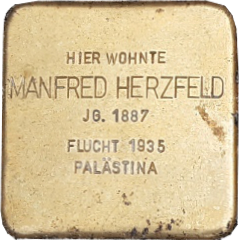 HIER WOHNTE
MANFRED HERZFELD
JG. 1887
FLUCHT 1935
PALÄSTINA